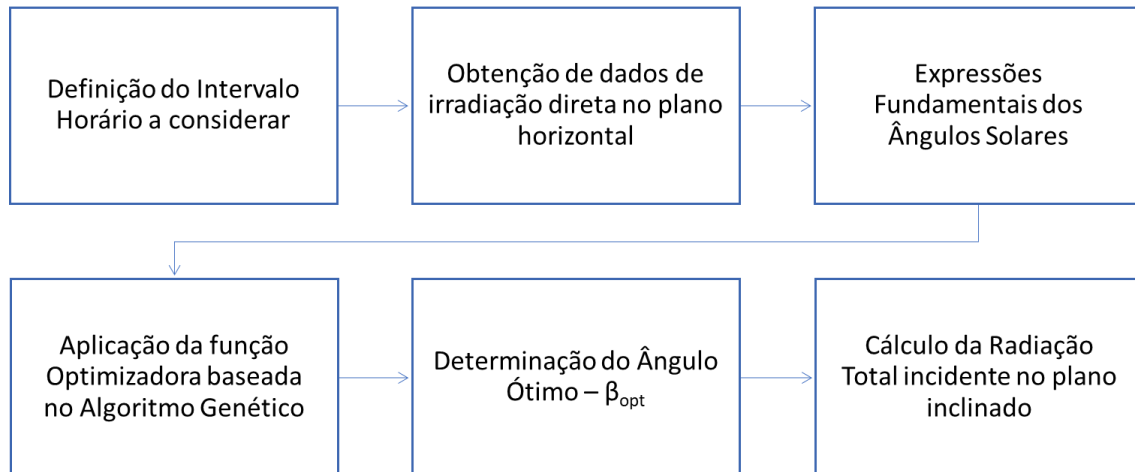 Definição do Intervalo
Horário a considerar
Obtenção de dados de
irradiação direta no plano
horizontal
Expressões
Fundamentais dos
Ângulos Solares
Aplicação da função
Optimizadora baseada
no Algoritmo Genético
Determinação do Ângulo
Ótimo – βopt
Cálculo da Radiação
Total incidente no plano
inclinado